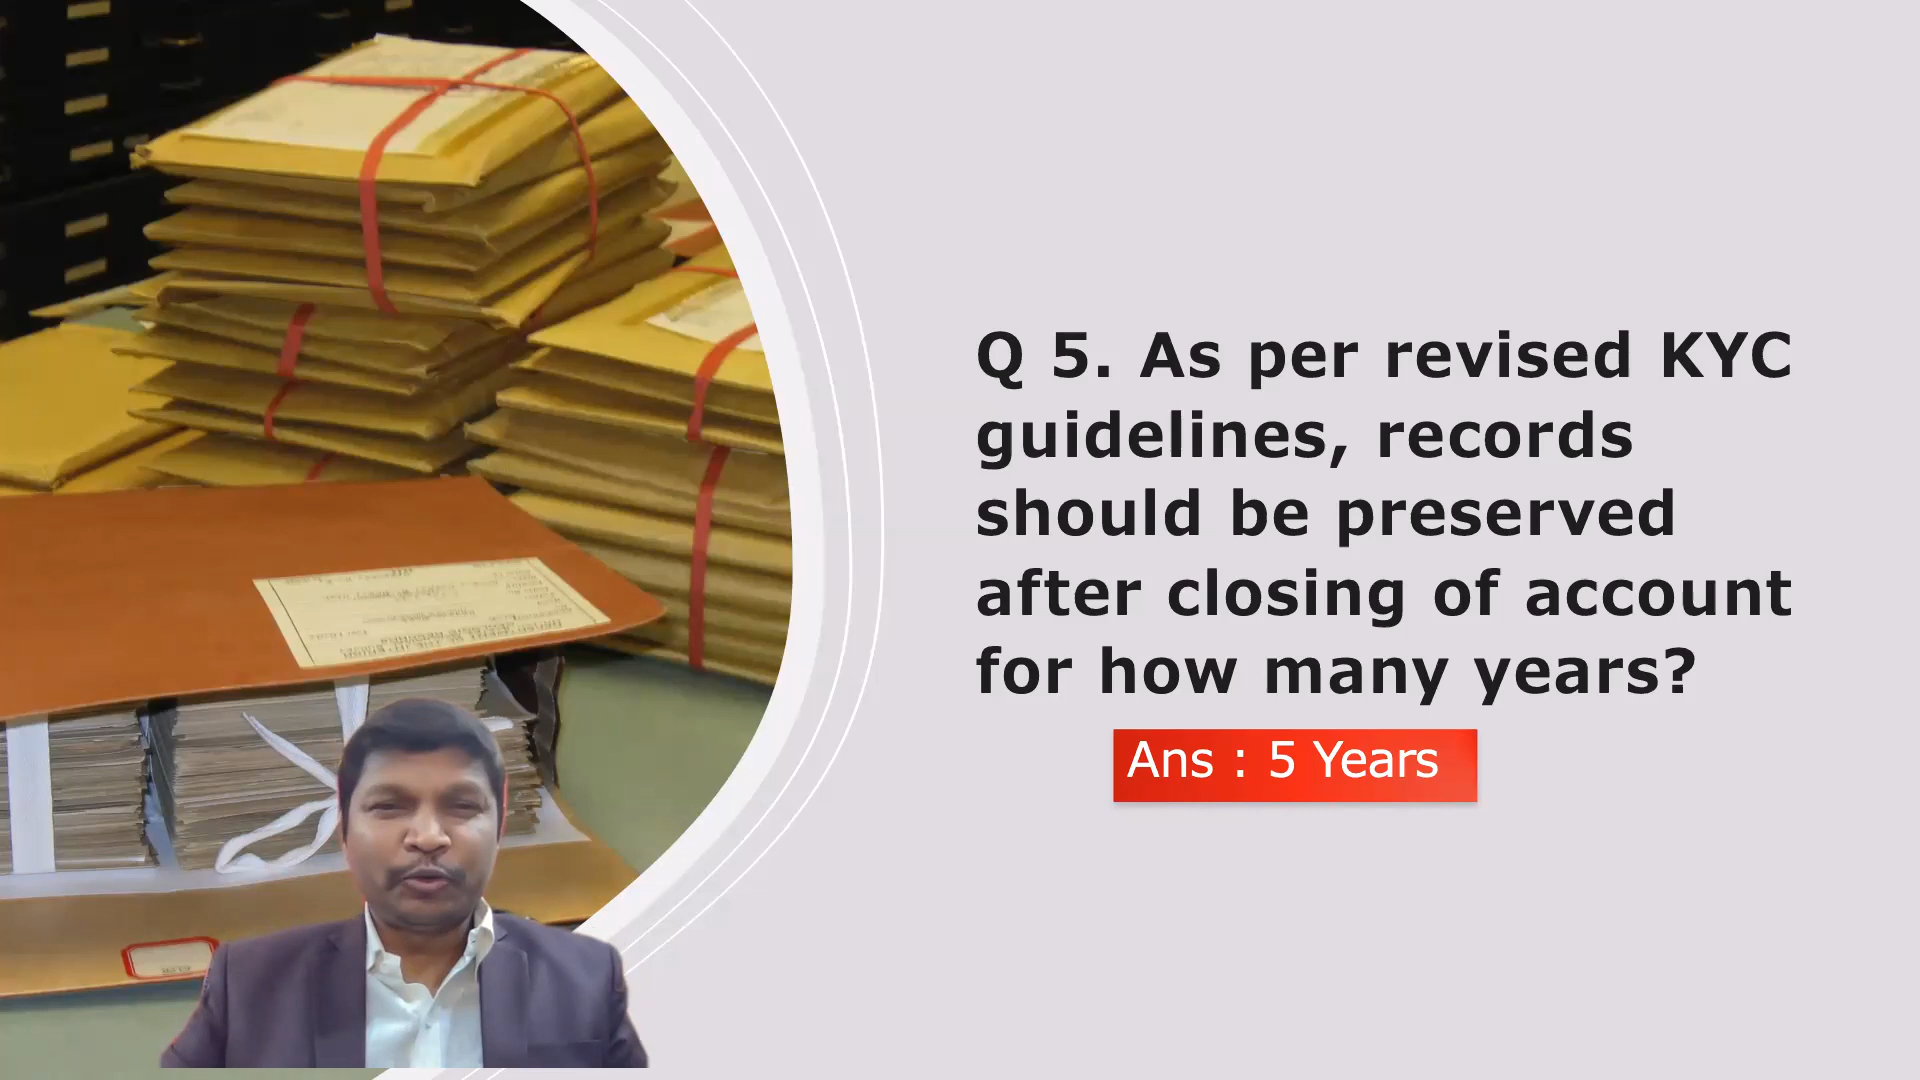 Q 5. As per revised KYC
guidelines, records
should be preserved
after closing of account
for how many years?
Ans : 5 Years